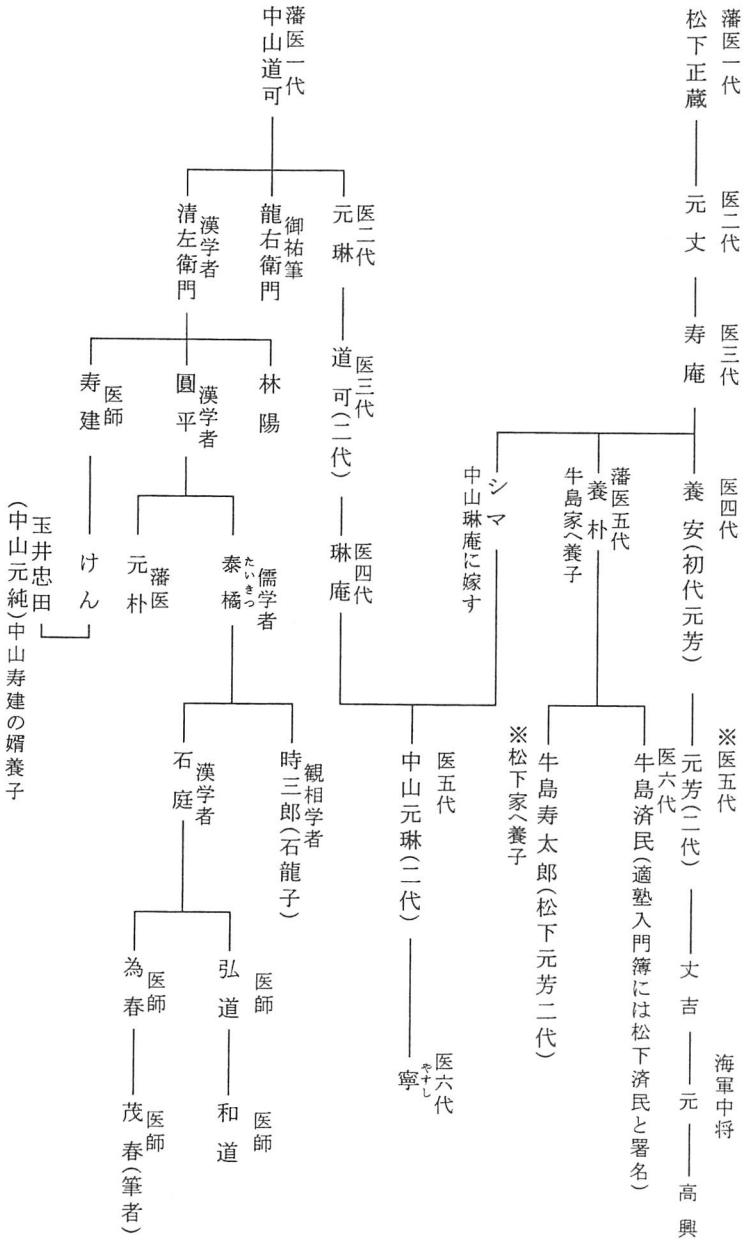 藩医一代
松下正蔵
医二代
元丈
医三代
寿庵
医四代
養安(初代元芳)
※医五代
元芳(二代)
丈吉
海軍中将
元
高興
医六代
牛島済民(適塾入門簿には松下済民と署名)
藩医五代
養朴
牛島家へ養子
牛島寿太郎(松下元芳二代)
※松下家へ養子
シマ
中山琳庵に嫁す
藩医一代
中山道可
医二代
元琳
医三代
道可(二代)
医四代
琳庵
医五代
中山元琳(二代)
医六代
寧
やすし
御祐筆
龍右衛門
漢学者
清左衛門
林陽
漢学者
圓平
医師
寿建
儒学者
泰橘
たいきつ
藩医
元朴
けん
玉井忠田
(中山元純)中山寿建の婿養子
観相学者
時三郎(石龍子)
漢学者
石庭
医師
弘道
医師
和道
医師
為春
医師
茂春(筆者)